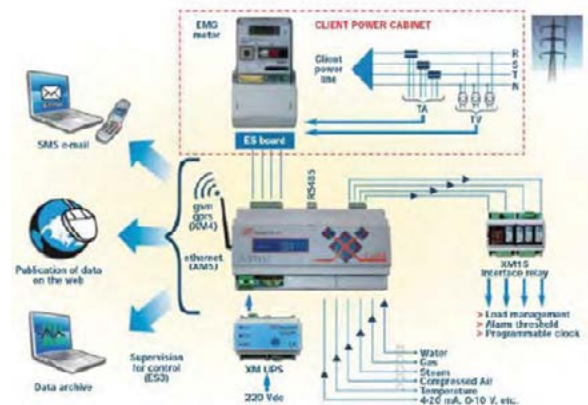 EMG
meter
CLIENT POWER CABINET
Client
power
line
R
S
T
N
TA
TV
ES board
SMS e-mail
gsm
gprs
(XM4)
RS485
ethernet
(XM5)
Publication of data
on the web
XM1S
Interface relay
> Load management
> Alarm threshold
> Programmable clock
Data archive
Supervision
for control
(ES3)
XM UPS
220 Vdc
Water
Gas
Steam
Compressed Air
Temperature
4-20 mA, 0-10 V, etc.